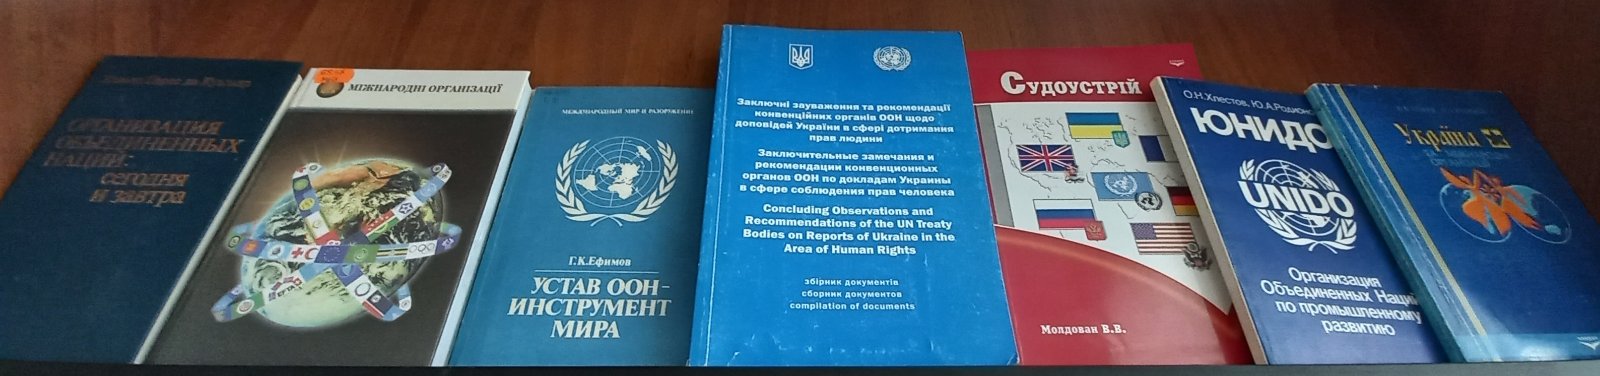 ОРГАНИЗАЦИЯ
ОБЪЕДИНЕННЫХ
НАЦИЙ:
сегодня
и завтра
МІЖНАРОДНІ ОРГАНІЗАЦІЇ
МЕЖДУНАРОДНЫЙ МИР И РАЗОРУЖЕНИЕ
Г.К.Ефимов
УСТАВ ООН-
ИНСТРУМЕНТ
МИРА
Заключні зауваження та рекомендації
конвенційних органів ООН щодо
доповідей України в сфері дотримання
прав людини
Заключительные замечания и
рекомендации конвенционных
органов ООН по докладам Украины
в сфере соблюдения прав человека
Concluding Observations and
Recommendations of the UN Treaty
Bodies on Reports of Ukraine in the
Area of Human Rights
збірник документів
сборник документов
compilation of documents
Судоустрій
Молдован В.В.
О.Н.Хлестов, Ю.А.Родионо
ЮНИДО
UNIDO
Организация
Объединенных Наций
по промышленному
развитию
Україна